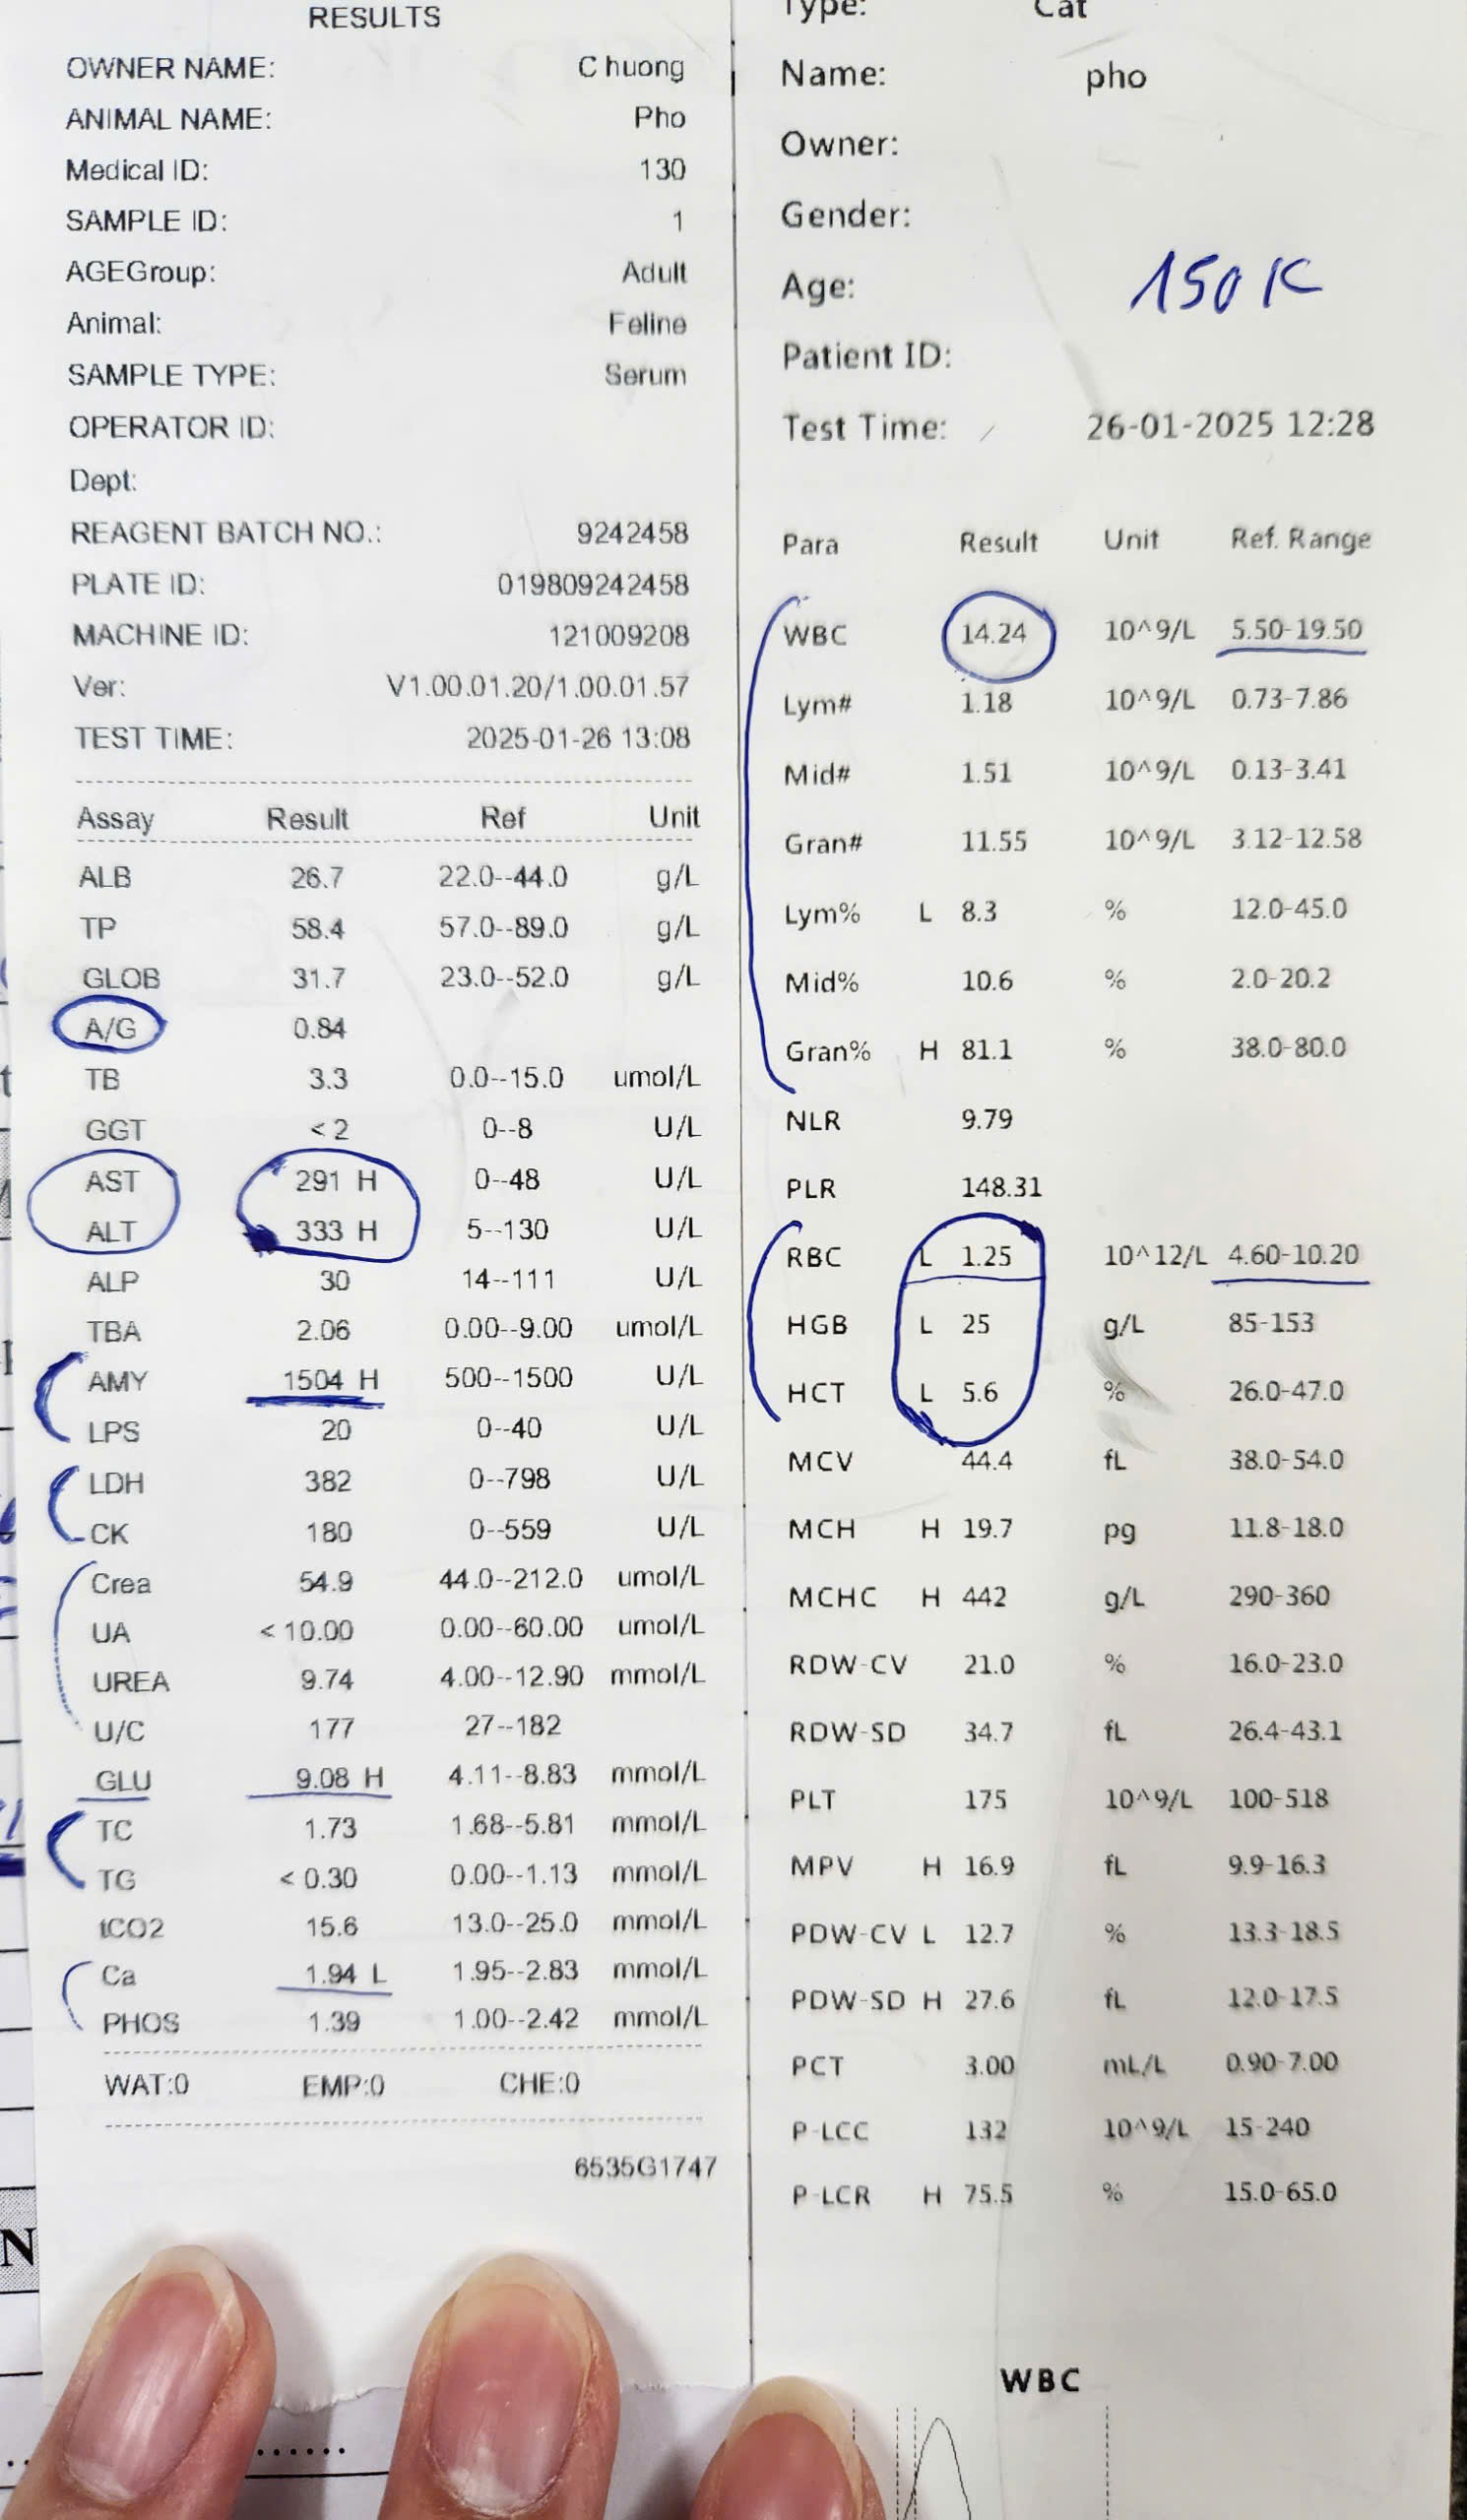 RESULTS
OWNER NAME: Chuong
ANIMAL NAME: Pho
Medical ID: 130
SAMPLE ID: 1
AGEGroup: Adult
Animal: Feline
SAMPLE TYPE: Serum
OPERATOR ID:
Dept:
REAGENT BATCH NO.: 9242458
PLATE ID: 019809242458
MACHINE ID: 121009208
Ver: V1.00.01.20/1.00.01.57
TEST TIME: 2025-01-26 13:08
Assay Result Ref Unit
ALB 26.7 22.0--44.0 g/L
TP 58.4 57.0--89.0 g/L
GLOB 31.7 23.0--52.0 g/L
A/G 0.84
TB 3.3 0.0--15.0 umol/L
GGT <2 0--8 U/L
AST 291 H 0--48 U/L
ALT 333 H 5--130 U/L
ALP 30 14--111 U/L
TBA 2.06 0.00--9.00 umol/L
AMY 1504 H 500--1500 U/L
LPS 20 0--40 U/L
LDH 382 0--798 U/L
CK 180 0--559 U/L
Crea 54.9 44.0--212.0 umol/L
UA <10.00 0.00--60.00 umol/L
UREA 9.74 4.00--12.90 mmol/L
U/C 177 27--182
GLU 9.08 H 4.11--8.83 mmol/L
TC 1.73 1.68--5.81 mmol/L
TG <0.30 0.00--1.13 mmol/L
tCO2 15.6 13.0--25.0 mmol/L
Ca 1.94 L 1.95--2.83 mmol/L
PHOS 1.39 1.00--2.42 mmol/L
WAT:0 EMP:0 CHE:0
6535G1747
Type: Cat
Name: pho
Owner:
Gender:
Age:
150K
Patient ID:
Test Time: 26-01-2025 12:28
Para Result Unit Ref. Range
WBC 14.24 10^9/L 5.50-19.50
Lym# 1.18 10^9/L 0.73-7.86
Mid# 1.51 10^9/L 0.13-3.41
Gran# 11.55 10^9/L 3.12-12.58
Lym% L 8.3 % 12.0-45.0
Mid% 10.6 % 2.0-20.2
Gran% H 81.1 % 38.0-80.0
NLR 9.79
PLR 148.31
RBC L 1.25 10^12/L 4.60-10.20
HGB L 25 g/L 85-153
HCT L 5.6 % 26.0-47.0
MCV 44.4 fL 38.0-54.0
MCH H 19.7 pg 11.8-18.0
MCHC H 442 g/L 290-360
RDW-CV 21.0 % 16.0-23.0
RDW-SD 34.7 fL 26.4-43.1
PLT 175 10^9/L 100-518
MPV H 16.9 fL 9.9-16.3
PDW-CV L 12.7 % 13.3-18.5
PDW-SD H 27.6 fL 12.0-17.5
PCT 3.00 mL/L 0.90-7.00
P-LCC 132 10^9/L 15-240
P-LCR H 75.5 % 15.0-65.0
WBC
N